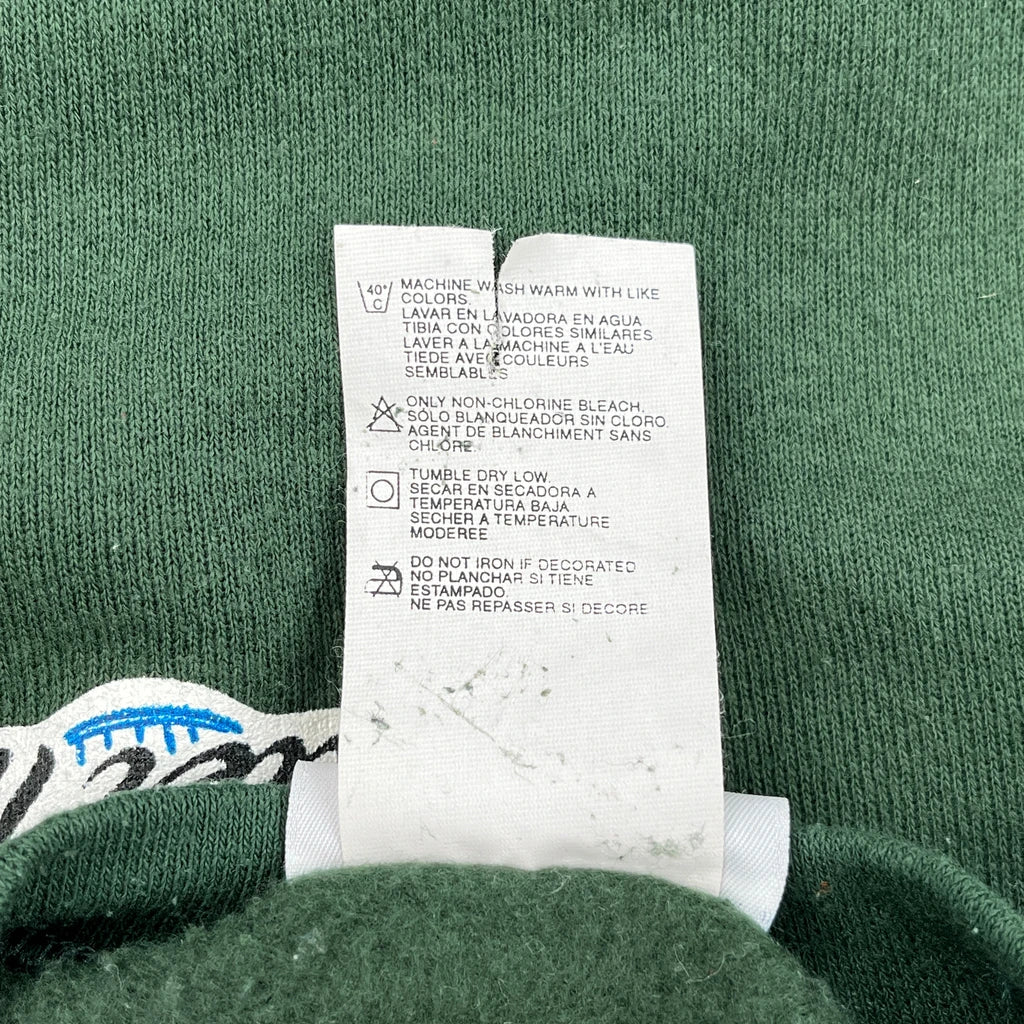 40°
C
MACHINE WASH WARM WITH LIKE
COLORS.
LAVAR EN LAVADORA EN AGUA
TIBIA CON COLORES SIMILARES
LAVER A LA MACHINE A L'EAU
TIEDE AVEC COULEURS
SEMBLABLES
ONLY NON-CHLORINE BLEACH.
SÓLO BLANQUEADOR SIN CLORO.
AGENT DE BLANCHIMENT SANS
CHLORE.
TUMBLE DRY LOW.
SECAR EN SECADORA A
TEMPERATURA BAJA
SECHER A TEMPERATURE
MODEREE
DO NOT IRON IF DECORATED
NO PLANCHAR SI TIENE
ESTAMPADO.
NE PAS REPASSER SI DECORE